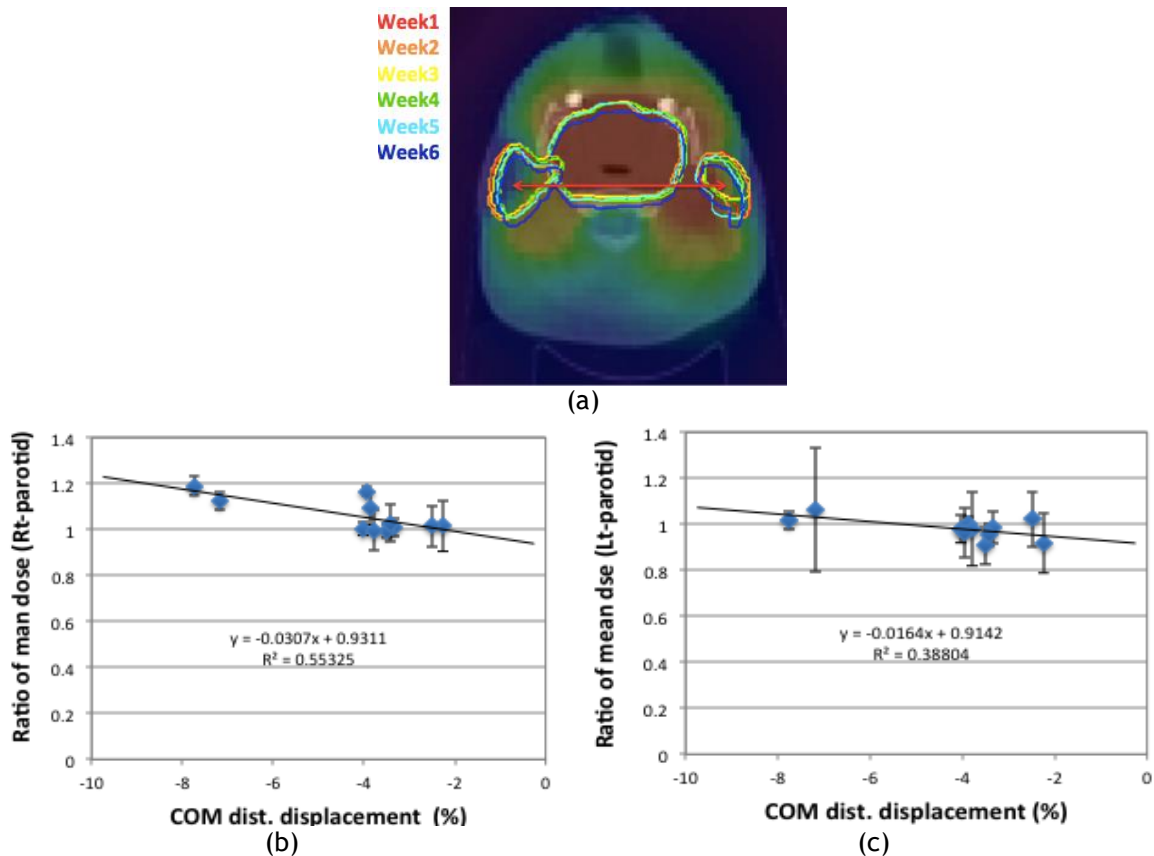 Week1
Week2
Week3
Week4
Week5
Week6
(a)
Ratio of man dose (Rt-parotid)
1.4
1.2
1
0.8
0.6
0.4
0.2
0
y = -0.0307x + 0.9311
R² = 0.55325
-10
-8
-6
-4
-2
0
COM dist. displacement (%)
(b)
Ratio of mean dse (Lt-parotid)
1.4
1.2
1
0.8
0.6
0.4
0.2
0
y = -0.0164x + 0.9142
R² = 0.38804
-10
-8
-6
-4
-2
0
COM dist. displacement (%)
(c)